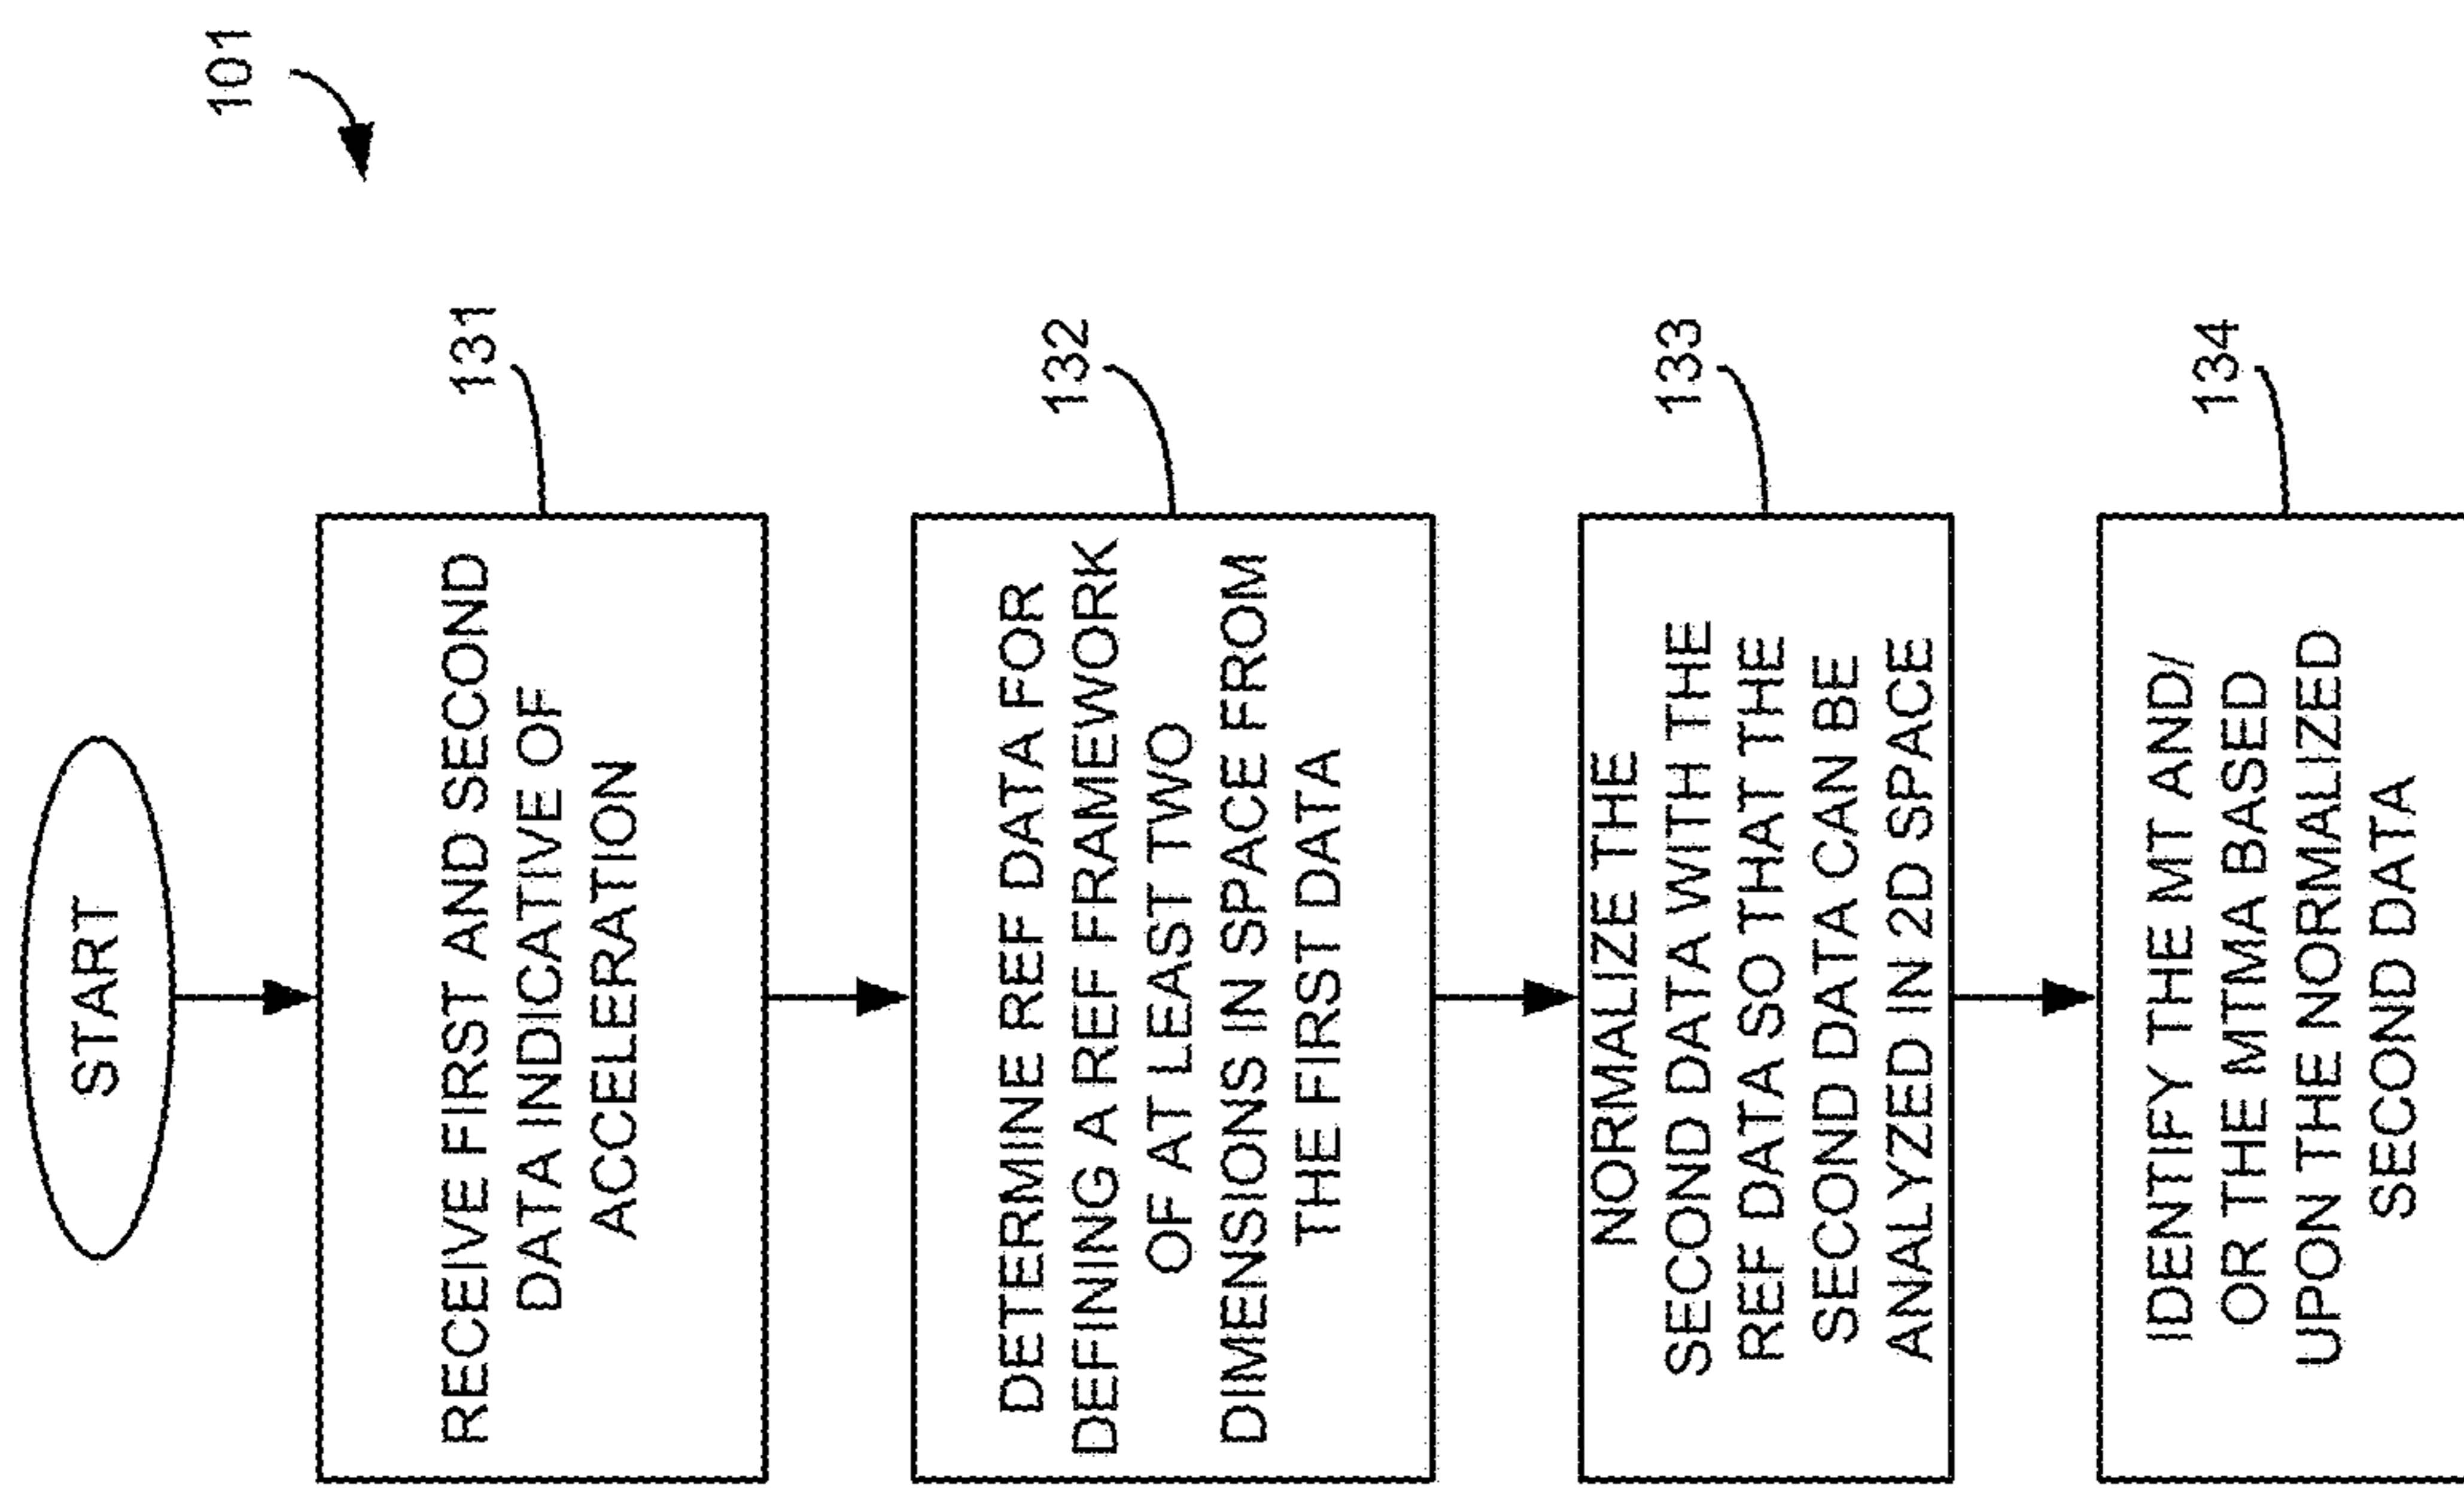 101
START
RECEIVE FIRST AND SECOND
DATA INDICATIVE OF
ACCELERATION
131
DETERMINE REF DATA FOR
DEFINING A REF FRAMEWORK
OF AT LEAST TWO
DIMENSIONS IN SPACE FROM
THE FIRST DATA
132
NORMALIZE THE
SECOND DATA WITH THE
REF DATA SO THAT THE
SECOND DATA CAN BE
ANALYZED IN 2D SPACE
133
IDENTIFY THE MT AND/
OR THE MTMA BASED
UPON THE NORMALIZED
SECOND DATA
134